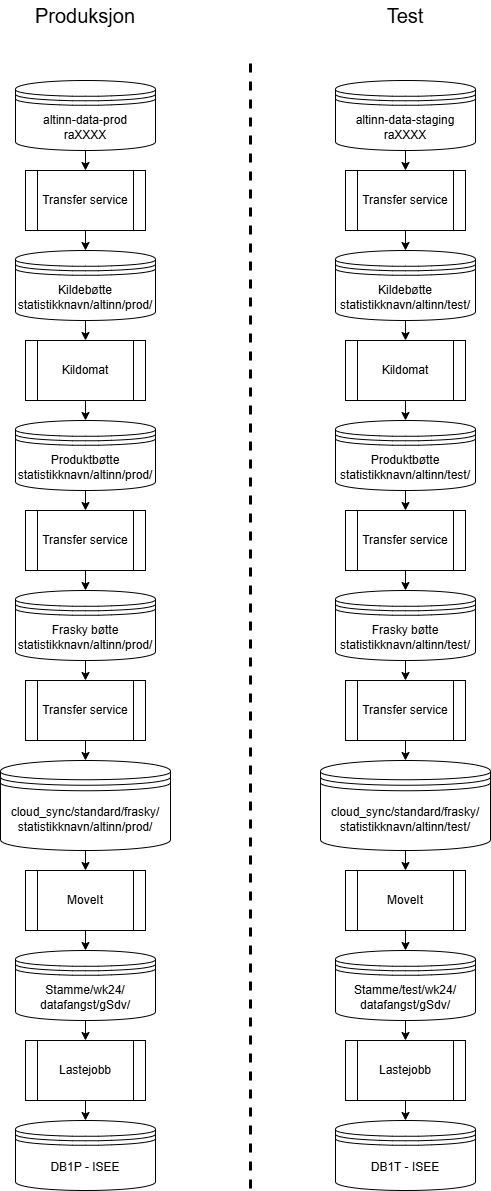 Produksjon
altinn-data-prod
raXXXX
Transfer service
Kildebøtte
statistikknavn/altinn/prod/
Kildomat
Produktbøtte
statistikknavn/altinn/prod/
Transfer service
Frasky bøtte
statistikknavn/altinn/prod/
Transfer service
cloud_sync/standard/frasky/
statistikknavn/altinn/prod/
MoveIt
Stamme/wk24/
datafangst/gSdv/
Lastejobb
DB1P - ISEE
Test
altinn-data-staging
raXXXX
Transfer service
Kildebøtte
statistikknavn/altinn/test/
Kildomat
Produktbøtte
statistikknavn/altinn/test/
Transfer service
Frasky bøtte
statistikknavn/altinn/test/
Transfer service
cloud_sync/standard/frasky/
statistikknavn/altinn/test/
MoveIt
Stamme/test/wk24/
datafangst/gSdv/
Lastejobb
DB1T - ISEE